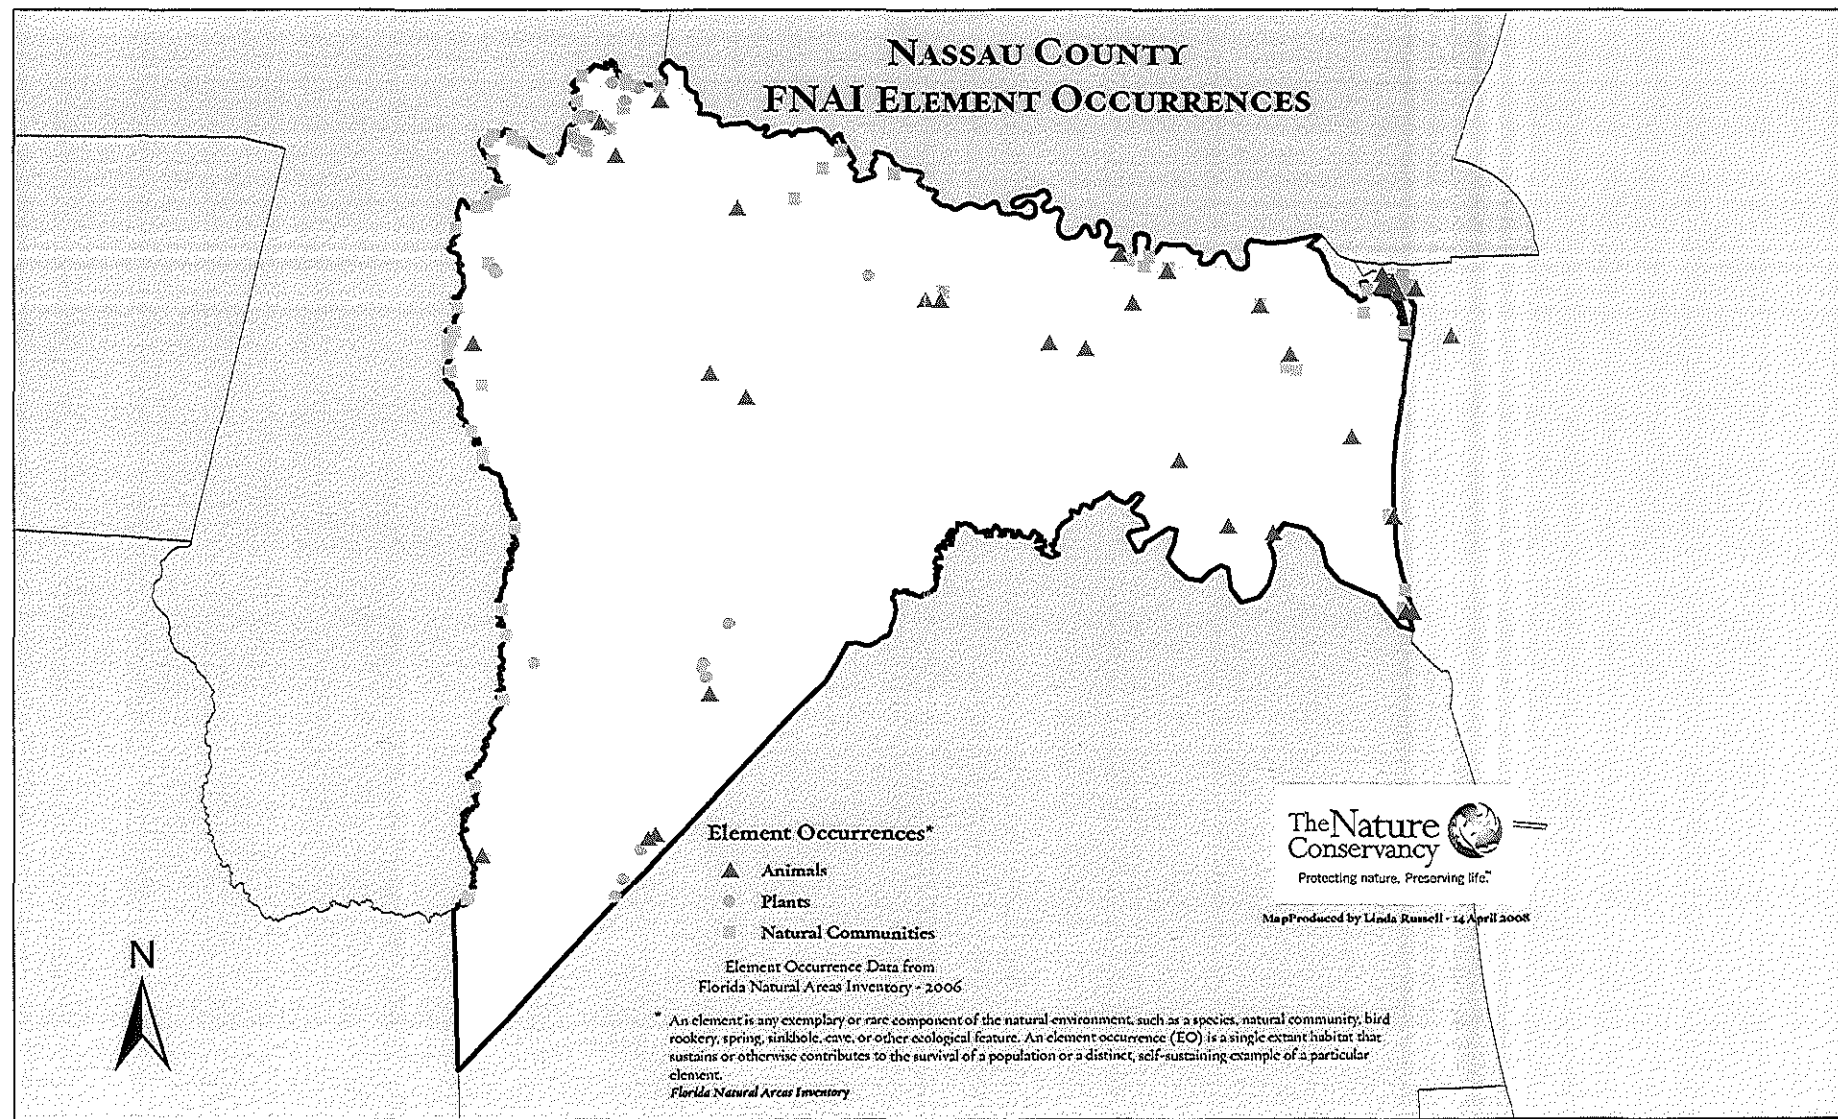 NASSAU COUNTY
FNAI ELEMENT OCCURRENCES
Element Occurrences*
Animals
Plants
Natural Communities
Element Occurrence Data from
Florida Natural Areas Inventory - 2006
* An element is any exemplary or rare component of the natural environment, such as a species, natural community, bird
rookery, spring, sinkhole, cave, or other ecological feature. An element occurrence (EO) is a single extant habitat that
sustains or otherwise contributes to the survival of a population or a distinct, self-sustaining example of a particular
element.
Florida Natural Areas Inventory
The Nature
Conservancy
Protecting nature. Preserving life.™
Map Produced by Linda Russell - 14 April 2008
N